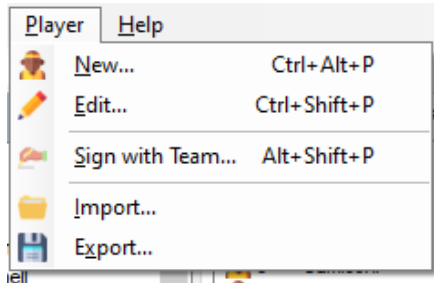 Player Help
New... Ctrl+Alt+P
Edit... Ctrl+Shift+P
Sign with Team... Alt+Shift+P
Import...
Export...